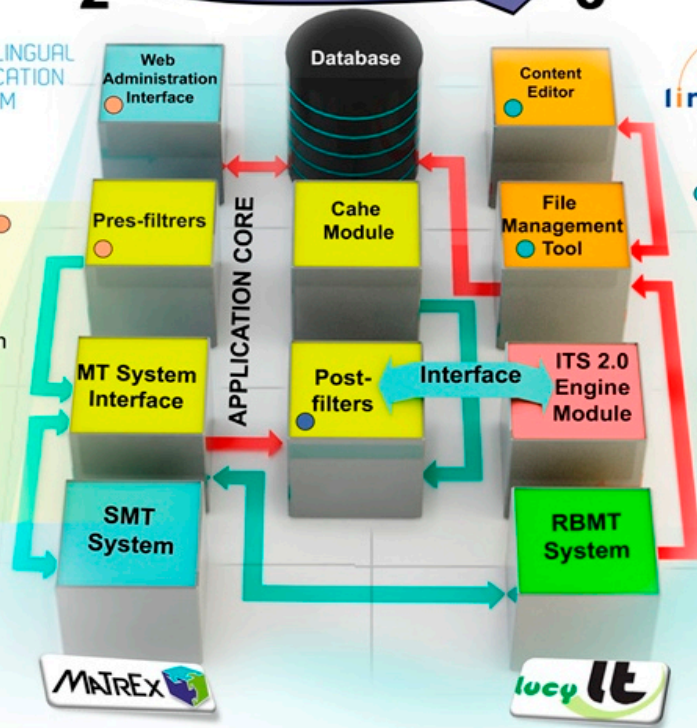 LINGUAL
CATION
M
Web
Administration
Interface
Database
Content
Editor
lin
Pres-filtrers
APPLICATION CORE
Cahe
Module
File
Management
Tool
n
MT System
Interface
Post-
filters
Interface
ITS 2.0
Engine
Module
SMT
System
RBMT
System
MATREX
lucy lt